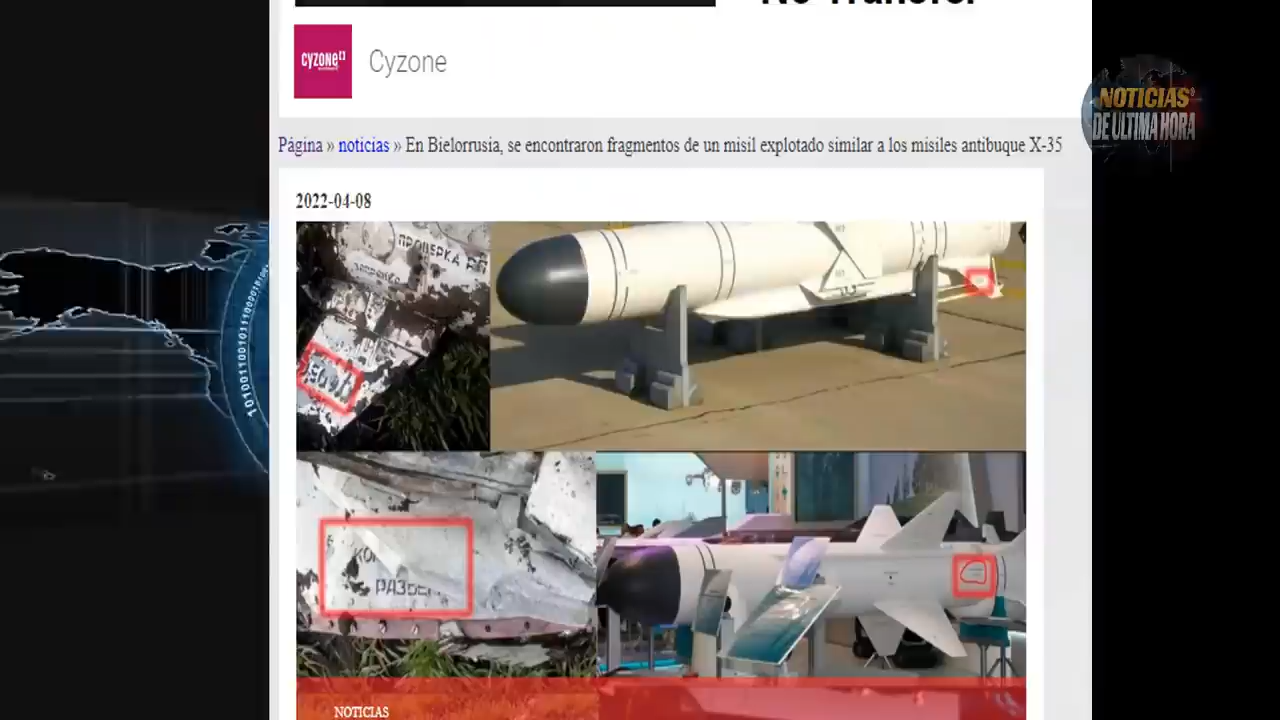 No Transfer
cyzone
Cyzone
NOTICIAS
DE ULTIMA HORA
Página » noticias » En Bielorrusia, se encontraron fragmentos de un misil explotado similar a los misiles antibuque X-35
2022-04-08
ПРОВЕРКА
РАЗЪЕ
NOTICIAS